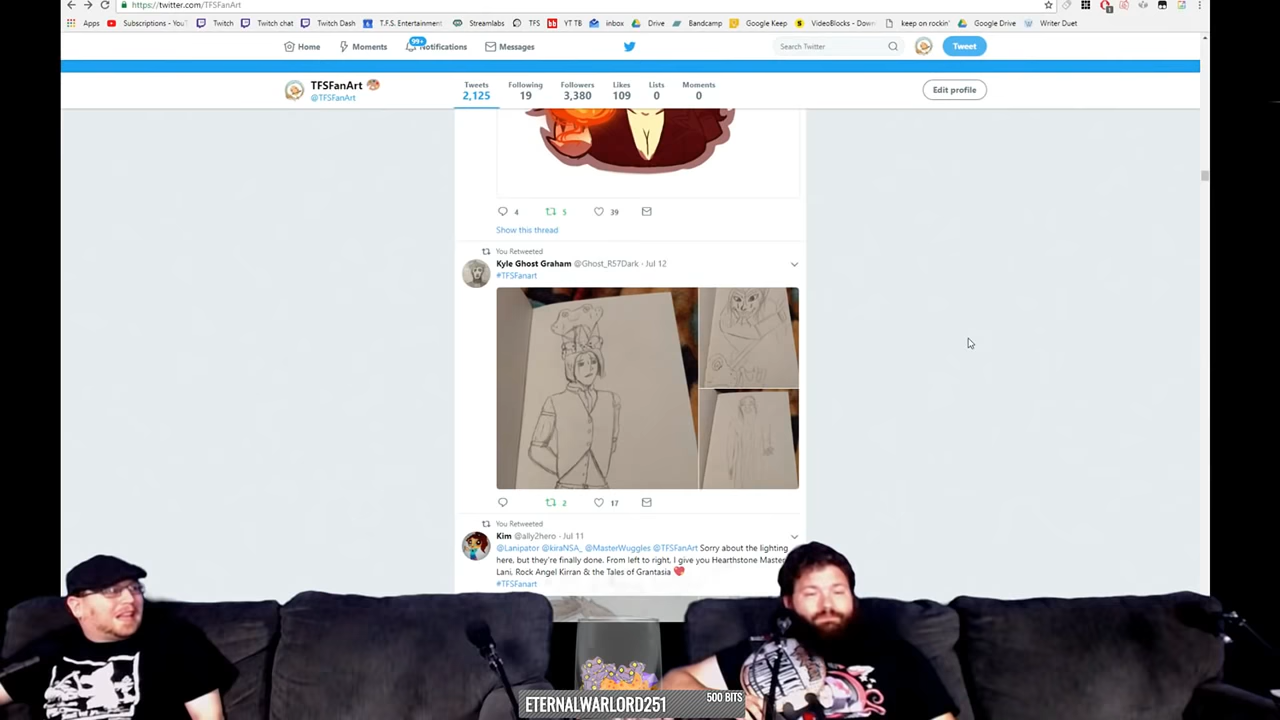 https://twitter.com/TFSFanArt
Apps Subscriptions - You Twitch Twitch chat Twitch Dash T.F.S. Entertainment Streamlabs TFS YT TB inbox Drive Bandcamp Google Keep VideoBlocks - Down keep on rockin' Google Drive Writer Duet
Home Moments 99+ Notifications Messages Search Twitter Tweet
TFSFanArt
@TFSFanArt
Tweets Following Followers Likes Lists Moments
2,125 19 3,380 109 0 0
Edit profile
4 5 39
Show this thread
You Retweeted
Kyle Ghost Graham @Ghost_R57Dark · Jul 12
#TFSFanart
2 17
You Retweeted
Kim @ally2hero · Jul 11
@Lanipator @kiraNSA_ @MasterWuggles @TFSFanArt Sorry about the lighting
here, but they're finally done. From left to right, I give you Hearthstone Master
Lani, Rock Angel Kirran & the Tales of Grantasia
#TFSFanart
ETERNALWARLORD251 500 BITS